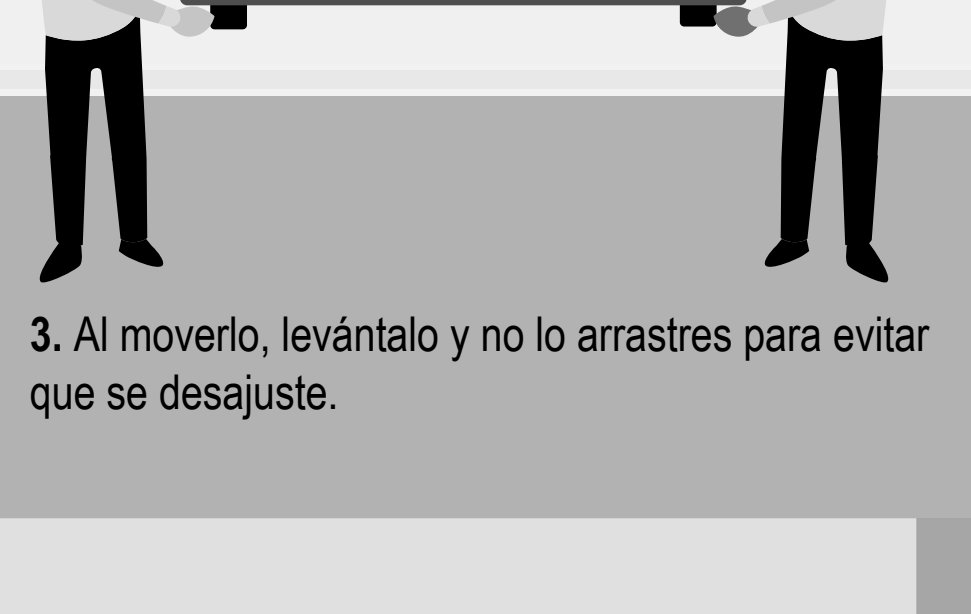 3. Al moverlo, levántalo y no lo arrastres para evitar
que se desajuste.